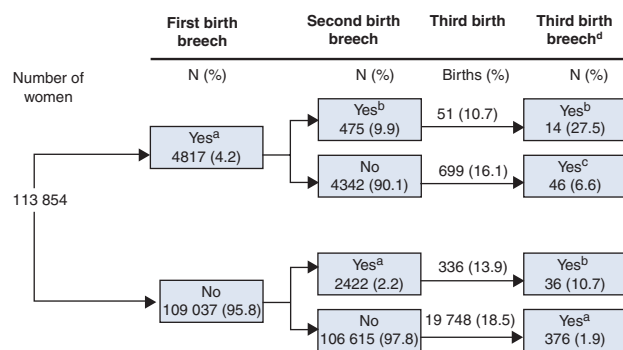 First birth breech
Second birth breech
Third birth
Third birth breechᵈ
Number of women
N (%)
N (%)
Births (%)
N (%)
113 854
Yesᵃ
4817 (4.2)
Yesᵇ
475 (9.9)
51 (10.7)
Yesᵇ
14 (27.5)
No
4342 (90.1)
699 (16.1)
Yesᶜ
46 (6.6)
No
109 037 (95.8)
Yesᵃ
2422 (2.2)
336 (13.9)
Yesᵇ
36 (10.7)
No
106 615 (97.8)
19 748 (18.5)
Yesᵃ
376 (1.9)